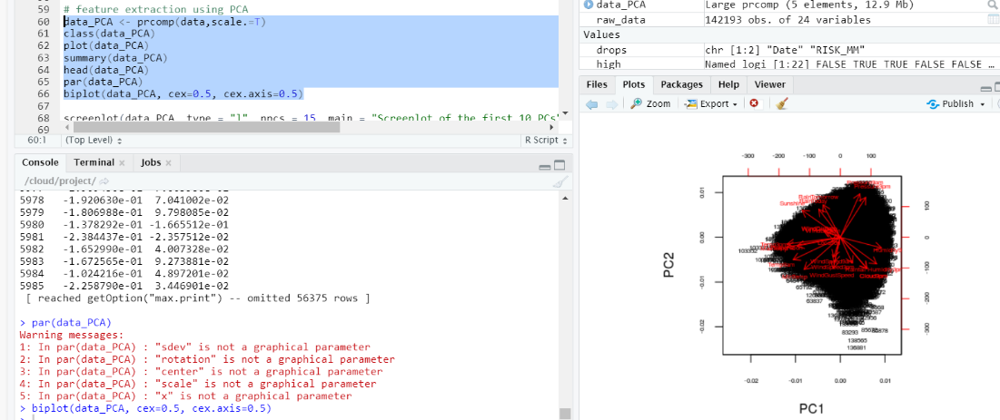 59 # feature extraction using PCA
60 data_PCA <- prcomp(data,scale.=T)
61 class(data_PCA)
62 plot(data_PCA)
63 summary(data_PCA)
64 head(data_PCA)
65 par(data_PCA)
66 biplot(data_PCA, cex=0.5, cex.axis=0.5)
67
68 screeplot(data_PCA, type = "l", npcs = 15, main = "Screeplot of the first 10 PCs"
69
60:1 (Top Level) R Script
Console Terminal Jobs
/cloud/project/
5978 -1.920630e-01 7.041002e-02
5979 -1.806988e-01 9.798085e-02
5980 -1.378292e-01 -1.665512e-01
5981 -2.384437e-01 -2.357512e-01
5982 -1.652990e-01 4.007328e-02
5983 -1.672565e-01 9.273881e-02
5984 -1.024216e-01 4.897201e-02
5985 -2.258790e-01 3.446901e-02
[ reached getOption("max.print") -- omitted 56375 rows ]
> par(data_PCA)
Warning messages:
1: In par(data_PCA) : "sdev" is not a graphical parameter
2: In par(data_PCA) : "rotation" is not a graphical parameter
3: In par(data_PCA) : "center" is not a graphical parameter
4: In par(data_PCA) : "scale" is not a graphical parameter
5: In par(data_PCA) : "x" is not a graphical parameter
> biplot(data_PCA, cex=0.5, cex.axis=0.5)
>
data_PCA Large prcomp (5 elements, 12.9 Mb)
raw_data 142193 obs. of 24 variables
Values
drops chr [1:2] "Date" "RISK_MM"
high Named logi [1:22] FALSE TRUE TRUE FALSE FALSE …
Files Plots Packages Help Viewer
Zoom Export Publish
-300 -200 -100 0 100
0.01
0.00
-0.01
-0.02
PC2
100
0
-100
-200
-300
Sunshine
WindGustSpeed
83293
138565
136881
-0.02 -0.01 0.00 0.01
PC1